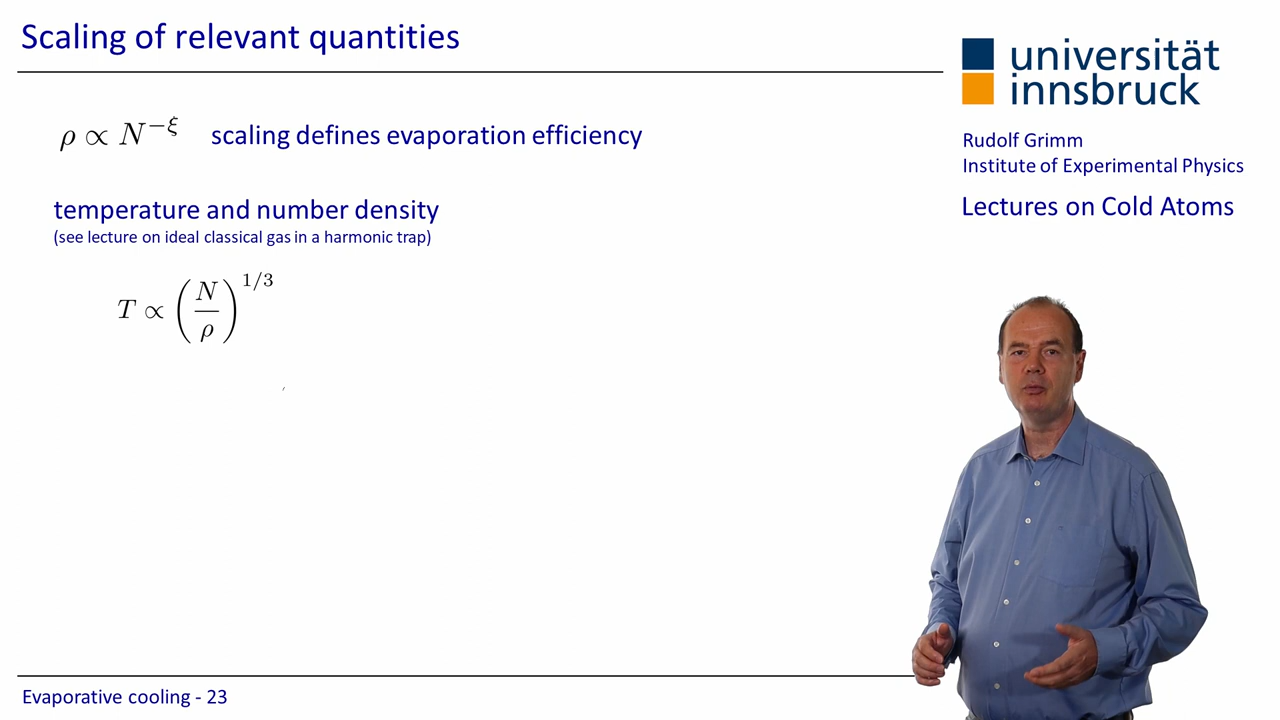 Scaling of relevant quantities
universität
innsbruck
ρ ∝ N^{−ξ} scaling defines evaporation efficiency
Rudolf Grimm
Institute of Experimental Physics
Lectures on Cold Atoms
temperature and number density
(see lecture on ideal classical gas in a harmonic trap)
T ∝ (N/ρ)^{1/3}
Evaporative cooling - 23